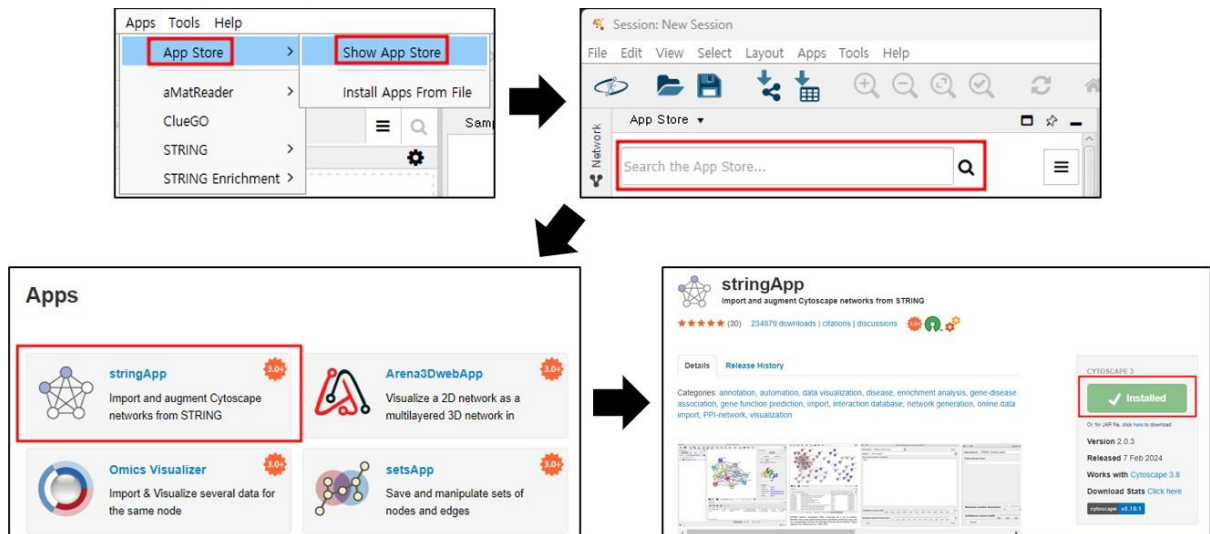 Apps Tools Help
App Store >
Show App Store
aMatReader >
Install Apps From File
ClueGO
STRING >
STRING Enrichment >
Session: New Session
File Edit View Select Layout Apps Tools Help
App Store ▾
Network
Search the App Store...
Apps
stringApp
3.0+
Import and augment Cytoscape
networks from STRING
Arena3DwebApp
3.0+
Visualize a 2D network as a
multilayered 3D network in
Omics Visualizer
3.0+
Import & Visualize several data for
the same node
setsApp
3.0+
Save and manipulate sets of
nodes and edges
stringApp
Import and augment Cytoscape networks from STRING
(30) 234879 downloads | citations | discussions
Details Release History
Categories: annotation, automation, data visualization, disease, enrichment analysis, gene-disease
association, gene function prediction, import, interaction database, network generation, online data
import, PPI-network, visualization
CYTOSCAPE 3
Installed
Or, for JAR file, click here to download
Version 2.0.3
Released 7 Feb 2024
Works with Cytoscape 3.8
Download Stats Click here
cytoscape v3.10.1